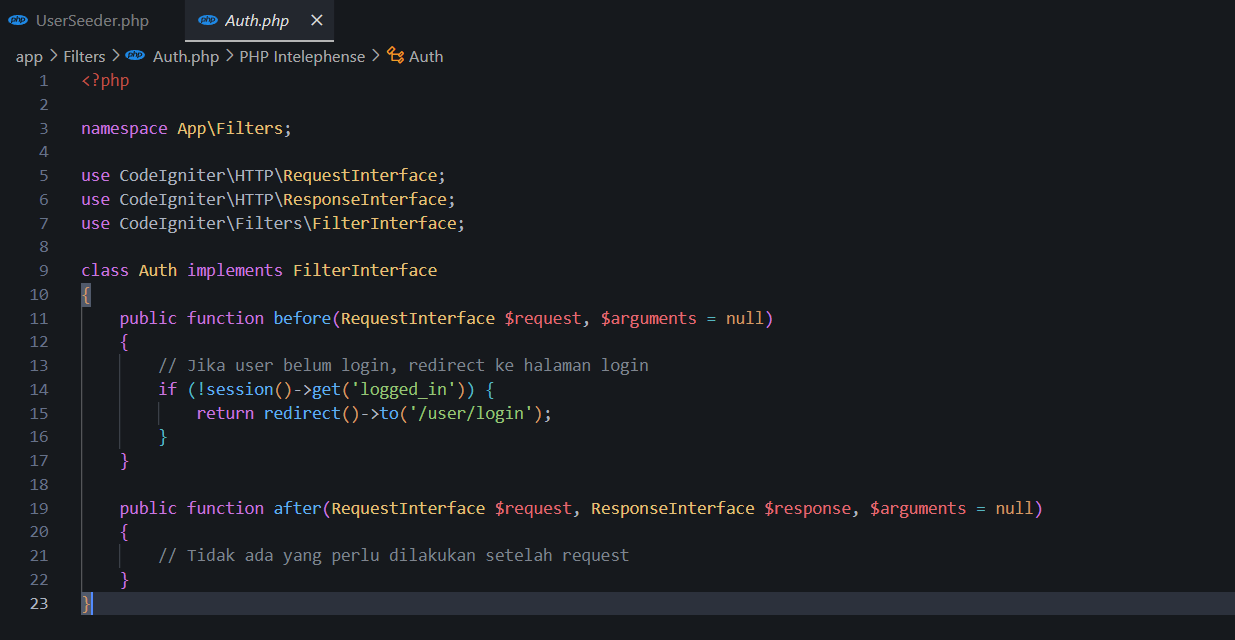 php UserSeeder.php php Auth.php ×
app > Filters > php Auth.php > PHP Intelephense > Auth
1 <?php
2
3 namespace App\Filters;
4
5 use CodeIgniter\HTTP\RequestInterface;
6 use CodeIgniter\HTTP\ResponseInterface;
7 use CodeIgniter\Filters\FilterInterface;
8
9 class Auth implements FilterInterface
10 {
11     public function before(RequestInterface $request, $arguments = null)
12     {
13         // Jika user belum login, redirect ke halaman login
14         if (!session()->get('logged_in')) {
15             return redirect()->to('/user/login');
16         }
17     }
18
19     public function after(RequestInterface $request, ResponseInterface $response, $arguments = null)
20     {
21         // Tidak ada yang perlu dilakukan setelah request
22     }
23 }